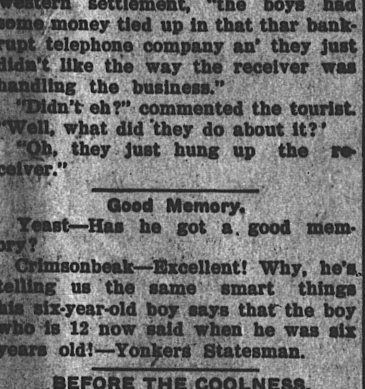 western settlement, "the boys had
some money tied up in that thar bank-
rupt telephone company an' they just
didn't like the way the receiver was
handling the business."
"Didn't eh?" commented the tourist.
"Well, what did they do about it?'
"Oh, they just hung up the re-
ceiver."
Good Memory.
Yeast—Has he got a good mem-
ory?
Crimsonbeak—Excellent! Why, he's
telling us the same smart things
his six-year-old boy says that the boy
who is 12 now said when he was six
years old!—Yonkers Statesman.
BEFORE THE COOLNESS